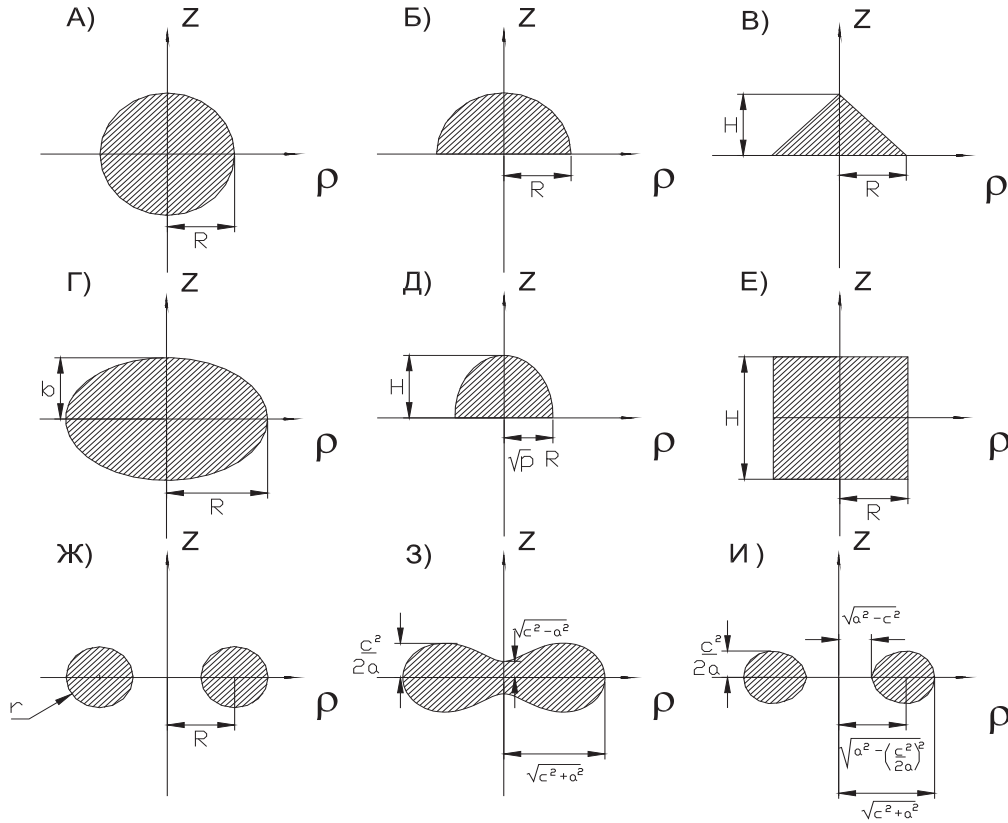 А) Z
ρ
R
Б) Z
ρ
R
В) Z
H
ρ
R
Г) Z
b
ρ
R
Д) Z
H
ρ
√p R
Е) Z
H
ρ
R
Ж) Z
r
ρ
R
З) Z
c²/2a
√c²-a²
ρ
√c²+a²
И) Z
√a²-c²
c²/2a
ρ
√a²-(c²/2a)²
√c²+a²